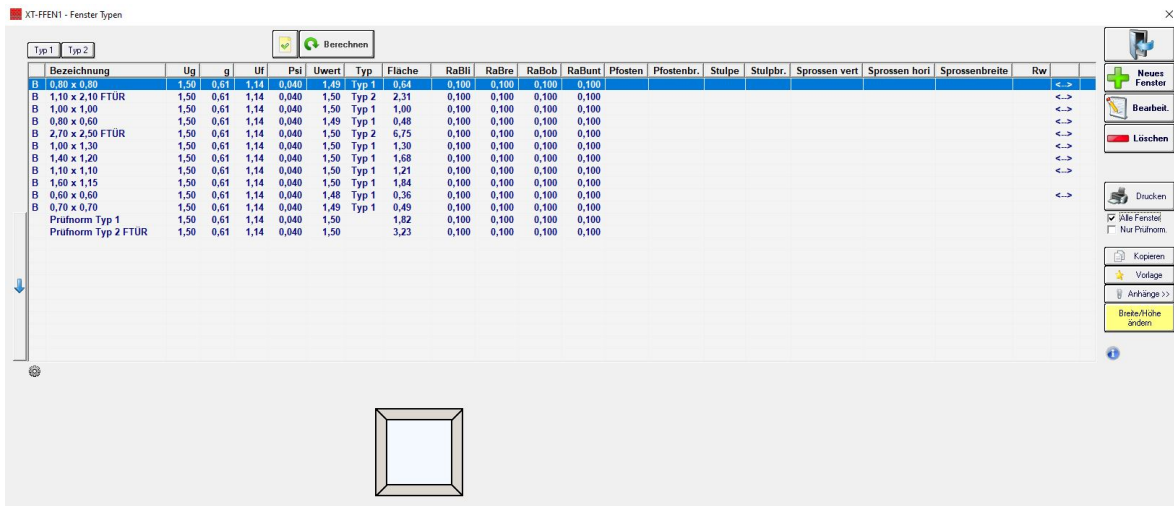 XT-FFEN1 - Fenster Typen
Typ 1 Typ 2 Berechnen
Bezeichnung Ug g Uf Psi Uwert Typ Fläche RaBli RaBre RaBob RaBunt Pfosten Pfostenbr. Stulpe Stulpbr. Sprossen vert Sprossen hori Sprossenbreite Rw
B 0,80 x 0,80 1,50 0,61 1,14 0,040 1,49 Typ 1 0,64 0,100 0,100 0,100 0,100 <-->
B 1,10 x 2,10 FTÜR 1,50 0,61 1,14 0,040 1,50 Typ 2 2,31 0,100 0,100 0,100 0,100 <-->
B 1,00 x 1,00 1,50 0,61 1,14 0,040 1,50 Typ 1 1,00 0,100 0,100 0,100 0,100 <-->
B 0,80 x 0,60 1,50 0,61 1,14 0,040 1,49 Typ 1 0,48 0,100 0,100 0,100 0,100 <-->
B 2,70 x 2,50 FTÜR 1,50 0,61 1,14 0,040 1,50 Typ 2 6,75 0,100 0,100 0,100 0,100 <-->
B 1,00 x 1,30 1,50 0,61 1,14 0,040 1,50 Typ 1 1,30 0,100 0,100 0,100 0,100 <-->
B 1,40 x 1,20 1,50 0,61 1,14 0,040 1,50 Typ 1 1,68 0,100 0,100 0,100 0,100 <-->
B 1,10 x 1,10 1,50 0,61 1,14 0,040 1,50 Typ 1 1,21 0,100 0,100 0,100 0,100 <-->
B 1,60 x 1,15 1,50 0,61 1,14 0,040 1,50 Typ 1 1,84 0,100 0,100 0,100 0,100
B 0,60 x 0,60 1,50 0,61 1,14 0,040 1,48 Typ 1 0,36 0,100 0,100 0,100 0,100 <-->
B 0,70 x 0,70 1,50 0,61 1,14 0,040 1,49 Typ 1 0,49 0,100 0,100 0,100 0,100
Prüfnorm Typ 1 1,50 0,61 1,14 0,040 1,50 1,82 0,100 0,100 0,100 0,100
Prüfnorm Typ 2 FTÜR 1,50 0,61 1,14 0,040 1,50 3,23 0,100 0,100 0,100 0,100
Neues
Fenster
Bearbeit.
Löschen
Drucken
Alle Fenster
Nur Prüfnorm.
Kopieren
Vorlage
Anhänge >>
Breite/Höhe
ändern